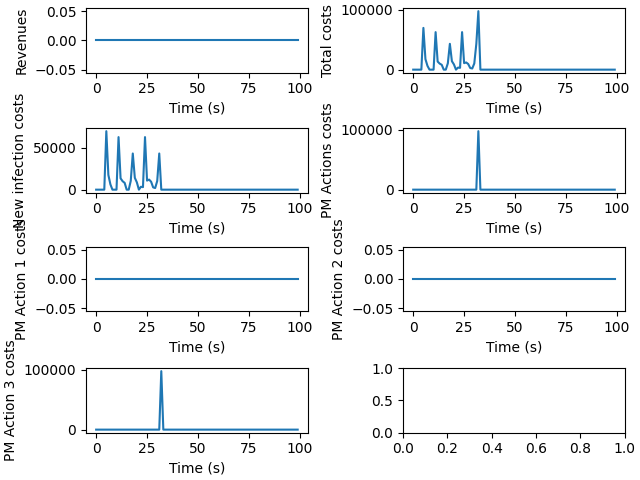 Revenues
0.05
0.00
−0.05
0 25 50 75 100
Time (s)
Total costs
100000
0
0 25 50 75 100
Time (s)
New infection costs
50000
0
0 25 50 75 100
Time (s)
PM Actions costs
100000
0
0 25 50 75 100
Time (s)
PM Action 1 costs
0.05
0.00
−0.05
0 25 50 75 100
Time (s)
PM Action 2 costs
0.05
0.00
−0.05
0 25 50 75 100
Time (s)
PM Action 3 costs
100000
0
0 25 50 75 100
Time (s)
1.0
0.5
0.0
0.0 0.2 0.4 0.6 0.8 1.0